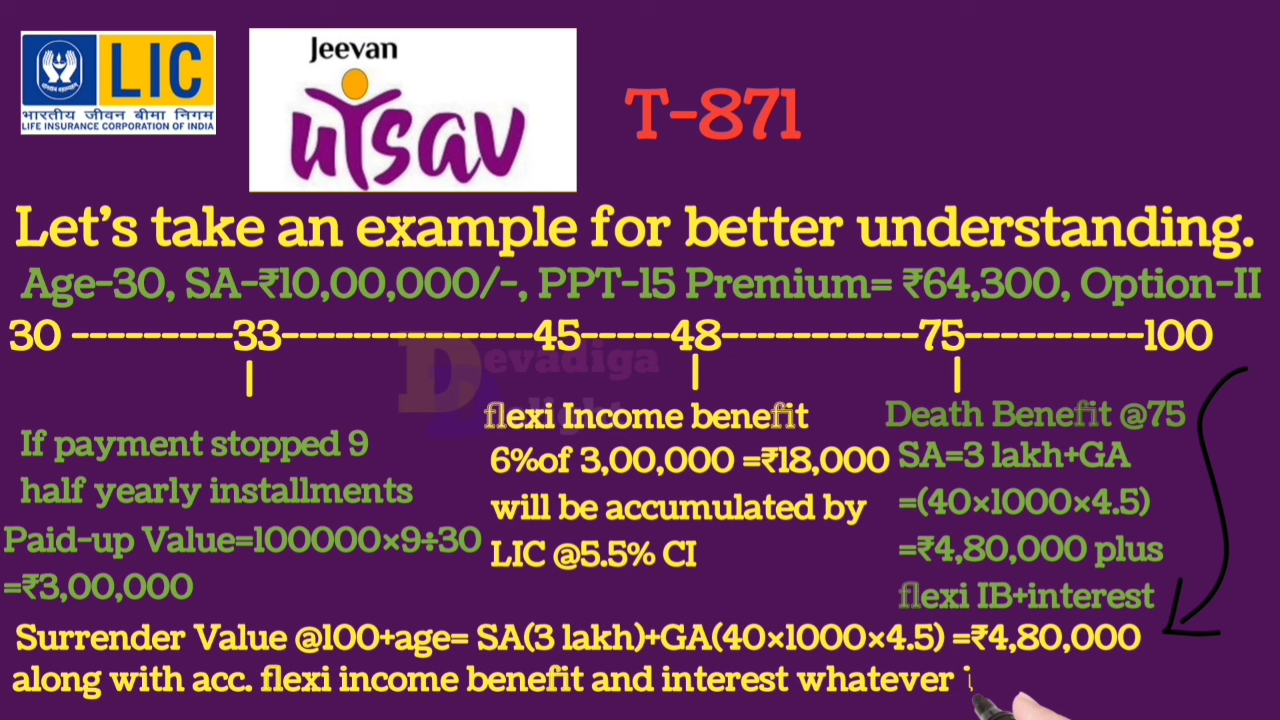 LIC
भारतीय जीवन बीमा निगम
LIFE INSURANCE CORPORATION OF INDIA
Jeevan
utsav
T-871
Let's take an example for better understanding.
Age-30, SA-₹10,00,000/-, PPT-15 Premium= ₹64,300, Option-II
30 ---------33--------------45-----48-----------75----------100
Devadiga
If payment stopped 9
half yearly installments
Paid-up Value=100000×9÷30
=₹3,00,000
flexi Income benefit
6%of 3,00,000 =₹18,000
will be accumulated by
LIC @5.5% CI
Death Benefit @75
SA=3 lakh+GA
=(40×1000×4.5)
=₹4,80,000 plus
flexi IB+interest
Surrender Value @100+age= SA(3 lakh)+GA(40×1000×4.5) =₹4,80,000
along with acc. flexi income benefit and interest whatever